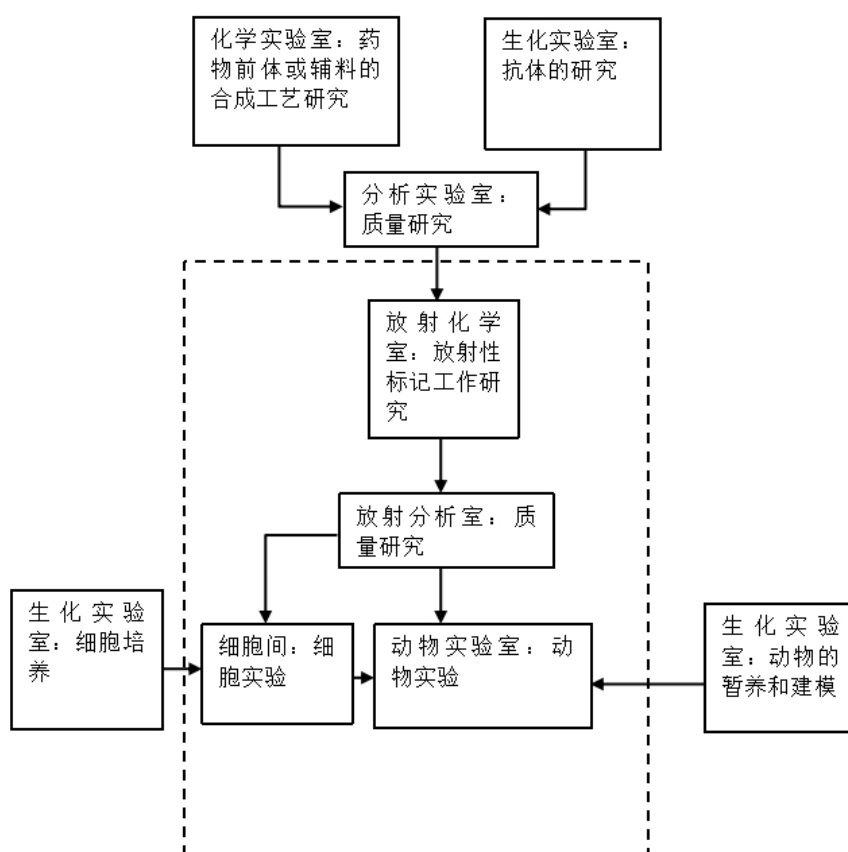 化学实验室：药
物前体或辅料的
合成工艺研究
生化实验室：
抗体的研究
分析实验室：
质量研究
放射化学
室：放射性
标记工作研
究
放射分析室：质
量研究
生化实验
室：细胞培
养
细胞间：细
胞实验
动物实验室：动
物实验
生化实验
室：动物的
暂养和建模